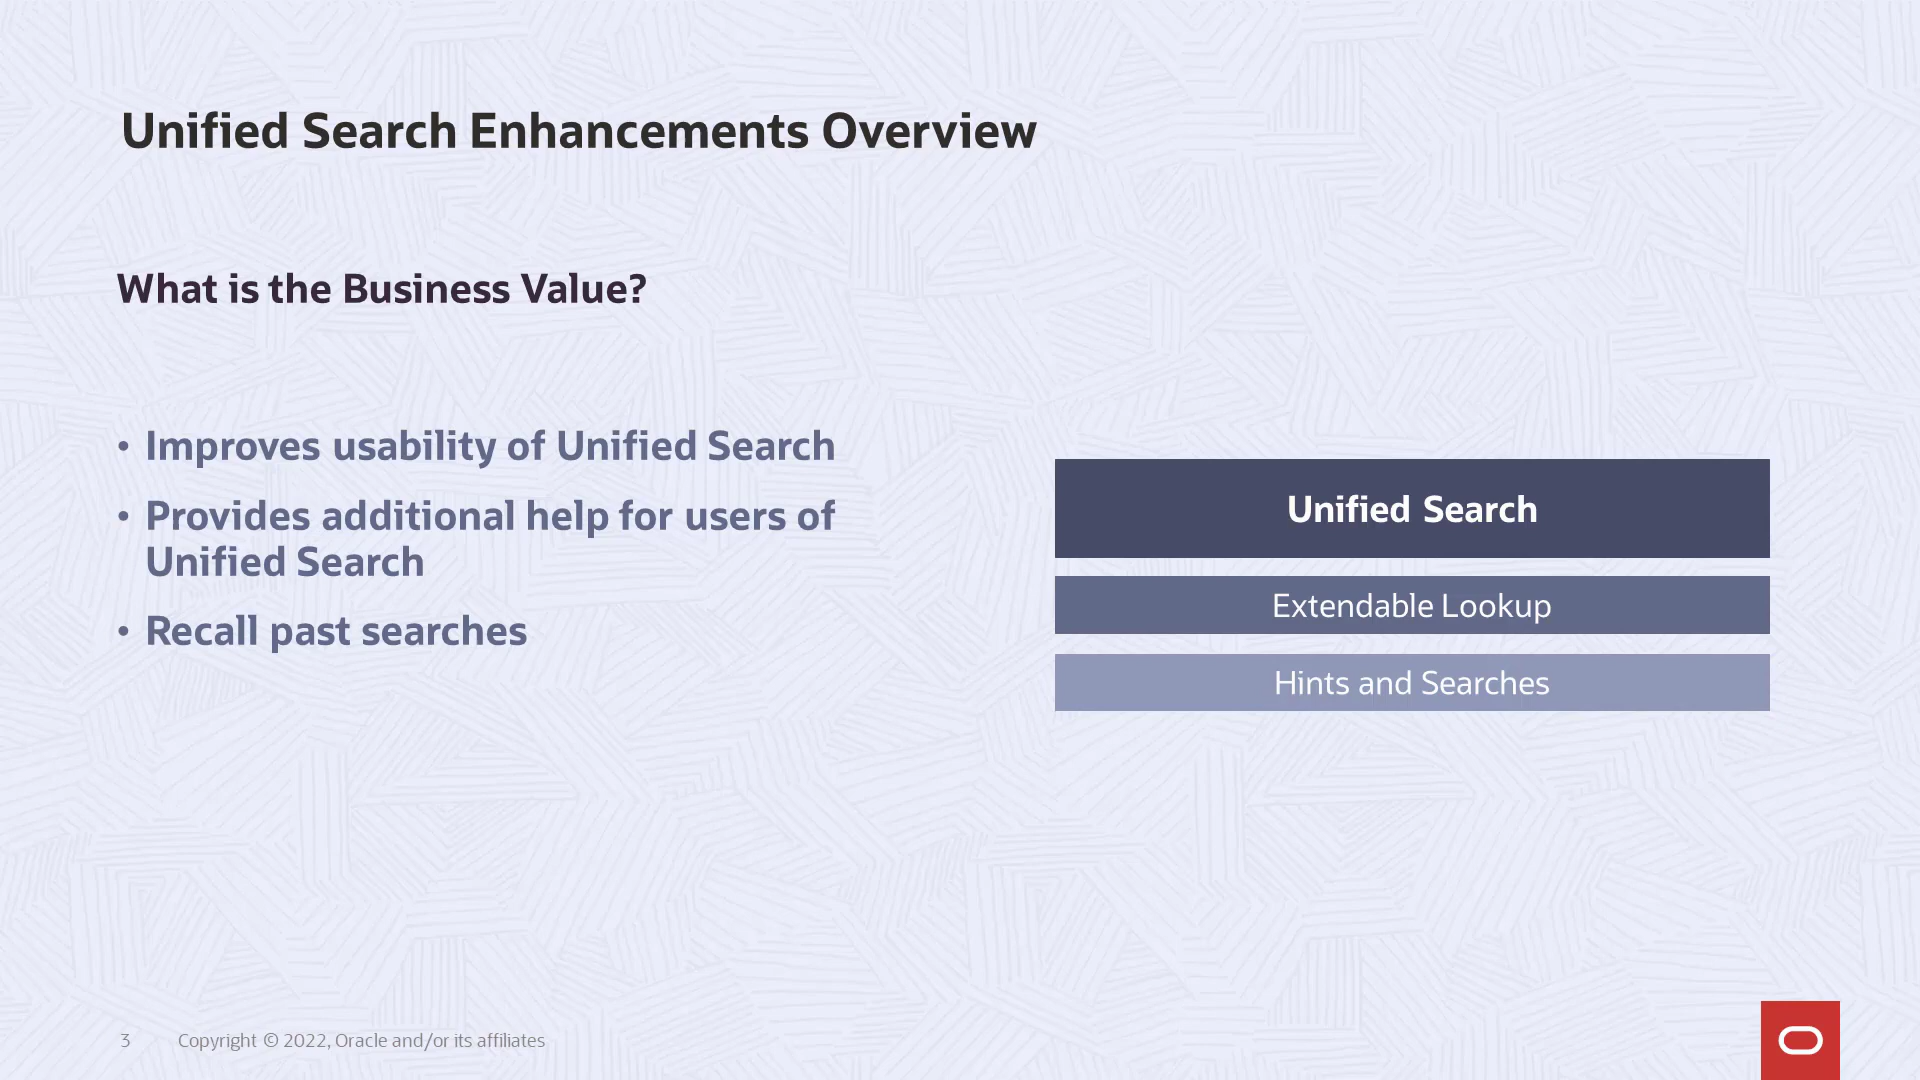 Unified Search Enhancements Overview
What is the Business Value?
• Improves usability of Unified Search
• Provides additional help for users of
Unified Search
• Recall past searches
Unified Search
Extendable Lookup
Hints and Searches
3 Copyright © 2022, Oracle and/or its affiliates